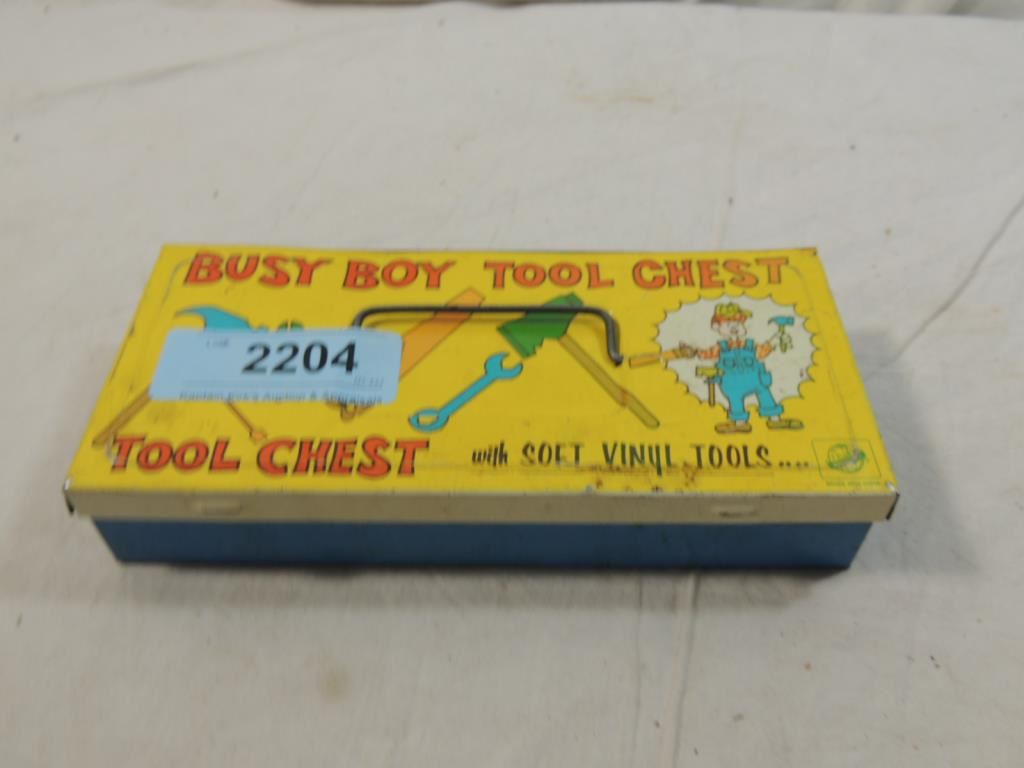 BUSY BOY TOOL CHEST
2204
TOOL CHEST
with SOFT VINYL TOOLS....